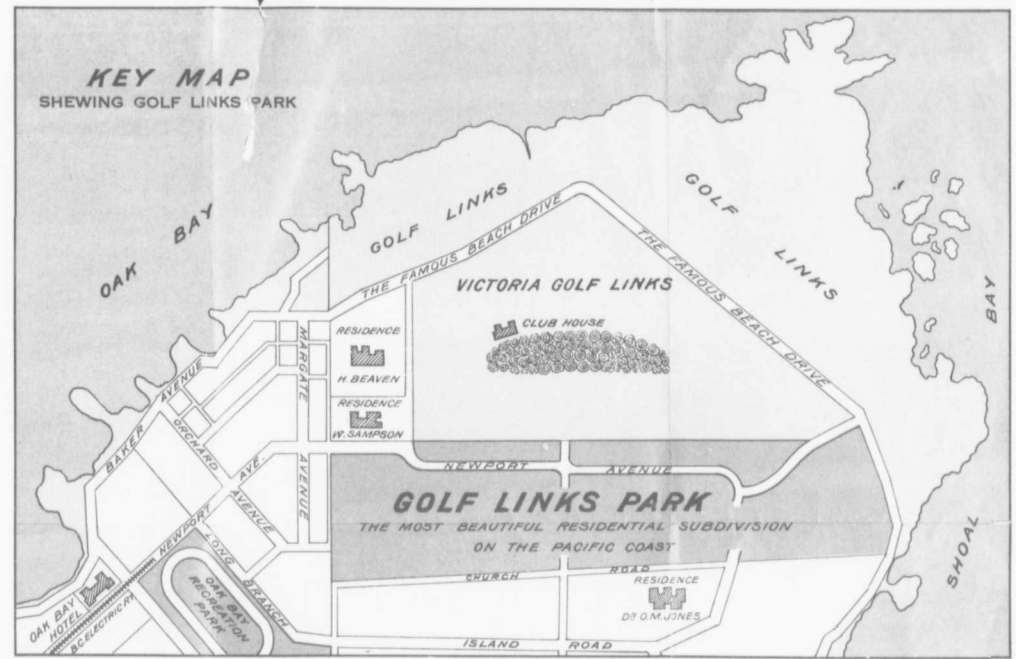 KEY MAP
SHEWING GOLF LINKS PARK
OAK BAY
GOLF LINKS
GOLF LINKS
THE FAMOUS BEACH DRIVE
THE FAMOUS BEACH DRIVE
VICTORIA GOLF LINKS
CLUB HOUSE
SHOAL BAY
RESIDENCE
H. BEAVEN
RESIDENCE
W. SAMPSON
MARGATE AVENUE
BAKER AVENUE
ORCHARD AVENUE
NEWPORT AVE.
NEWPORT AVENUE
GOLF LINKS PARK
THE MOST BEAUTIFUL RESIDENTIAL SUBDIVISION
ON THE PACIFIC COAST
CHURCH ROAD
RESIDENCE
DR O.M. JONES
LONG BRANCH
OAK BAY
RECREATION
PARK
OAK BAY
HOTEL
B.C. ELECTRIC RY
ISLAND ROAD